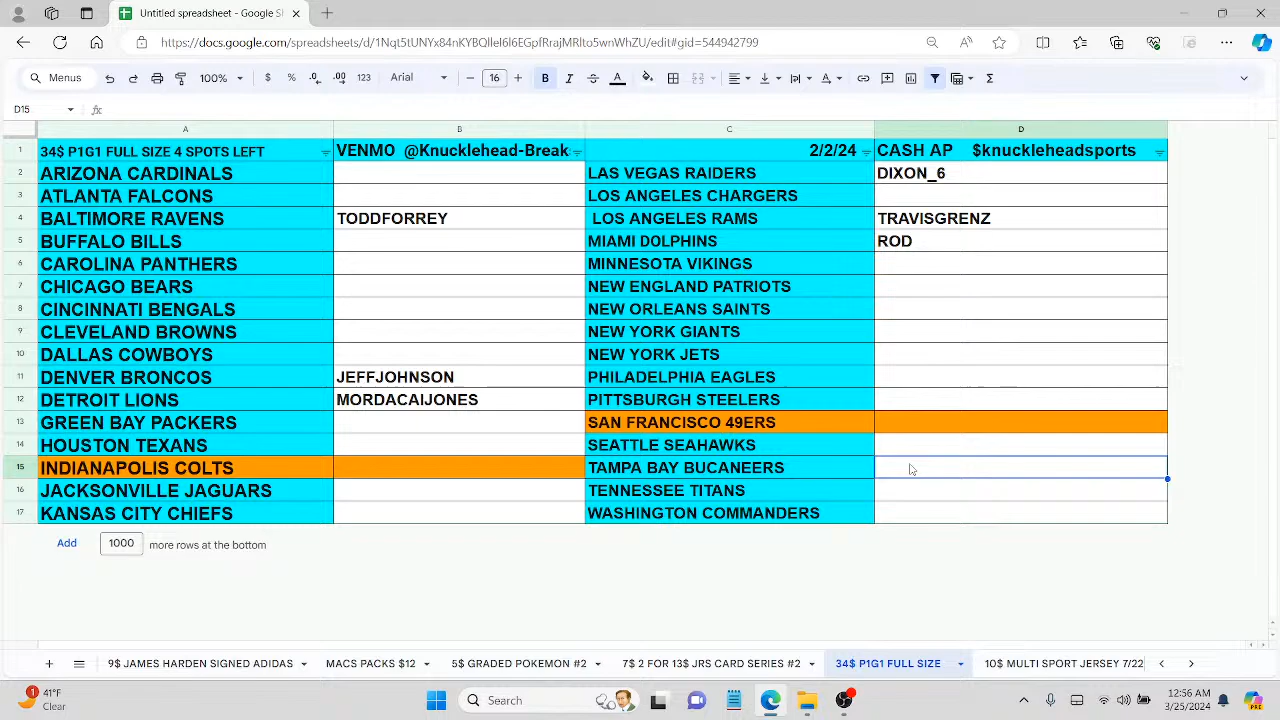 Untitled spreadsheet - Google S
https://docs.google.com/spreadsheets/d/1Nqt5tUNYx84nKYBQlleI6l6EGpfRrajMRlto5wnWhZU/edit#gid=544942799
Menus 100% $ % .0 .00 123 Arial 16 B I A
D15 fx
A B C D
1 34$ P1G1 FULL SIZE 4 SPOTS LEFT VENMO @Knucklehead-Break 2/2/24 CASH AP $knuckleheadsports
2 ARIZONA CARDINALS LAS VEGAS RAIDERS DIXON_6
3 ATLANTA FALCONS LOS ANGELES CHARGERS
4 BALTIMORE RAVENS TODDFORREY LOS ANGELES RAMS TRAVISGRENZ
5 BUFFALO BILLS MIAMI DOLPHINS ROD
6 CAROLINA PANTHERS MINNESOTA VIKINGS
7 CHICAGO BEARS NEW ENGLAND PATRIOTS
8 CINCINNATI BENGALS NEW ORLEANS SAINTS
9 CLEVELAND BROWNS NEW YORK GIANTS
10 DALLAS COWBOYS NEW YORK JETS
11 DENVER BRONCOS JEFFJOHNSON PHILADELPHIA EAGLES
12 DETROIT LIONS MORDACAIJONES PITTSBURGH STEELERS
13 GREEN BAY PACKERS SAN FRANCISCO 49ERS
HOUSTON TEXANS SEATTLE SEAHAWKS
15 INDIANAPOLIS COLTS TAMPA BAY BUCANEERS
16 JACKSONVILLE JAGUARS TENNESSEE TITANS
KANSAS CITY CHIEFS WASHINGTON COMMANDERS
Add 1000 more rows at the bottom
9$ JAMES HARDEN SIGNED ADIDAS MACS PACKS $12 5$ GRADED POKEMON #2 7$ 2 FOR 13$ JRS CARD SERIES #2 34$ P1G1 FULL SIZE 10$ MULTI SPORT JERSEY 7/22
1 41°F
Clear
Search
2:56 AM
3/25/2024